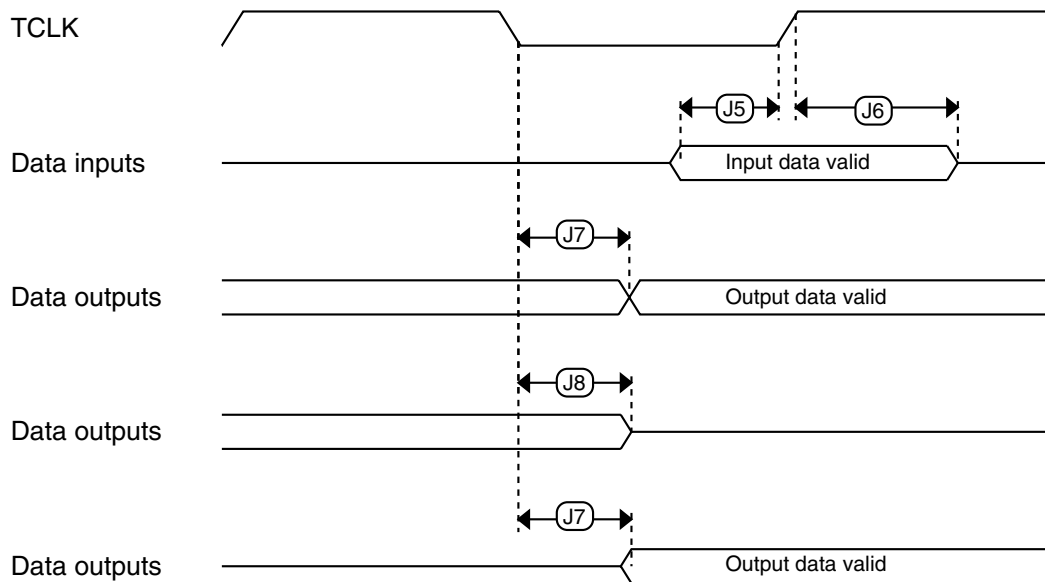 TCLK
J5
J6
Data inputs
Input data valid
J7
Data outputs
Output data valid
J8
Data outputs
J7
Data outputs
Output data valid